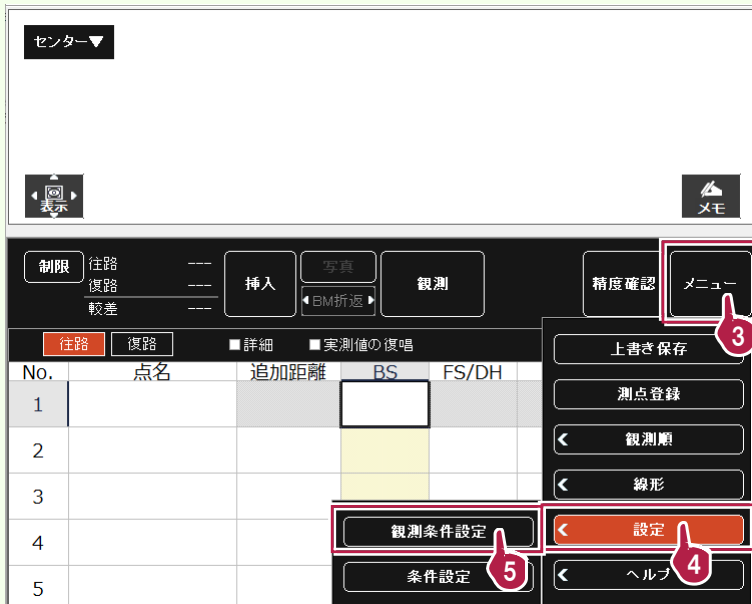 センター▼
表示
メモ
制限 往路 ---
復路 ---
較差 ---
挿入
写真
BM折返
観測
精度確認
メニュー
3
往路 復路 ■詳細 ■実測値の復唱
上書き保存
測点登録
観測順
線形
設定
4
ヘルプ
No. 点名 追加距離 BS FS/DH
1
2
3
4
5
観測条件設定
5
条件設定